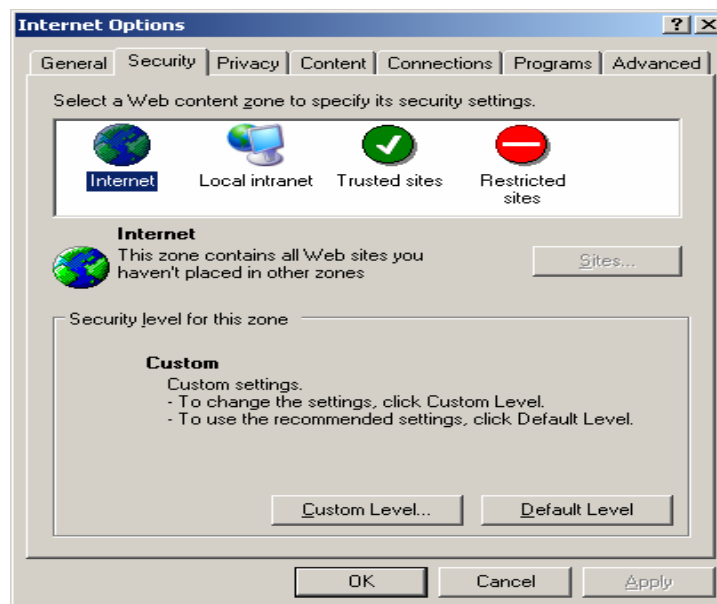 Internet Options
General Security Privacy Content Connections Programs Advanced
Select a Web content zone to specify its security settings.
Internet Local intranet Trusted sites Restricted
sites
Internet
This zone contains all Web sites you
haven't placed in other zones
Sites...
Security level for this zone
Custom
Custom settings.
- To change the settings, click Custom Level.
- To use the recommended settings, click Default Level.
Custom Level... Default Level
OK Cancel Apply